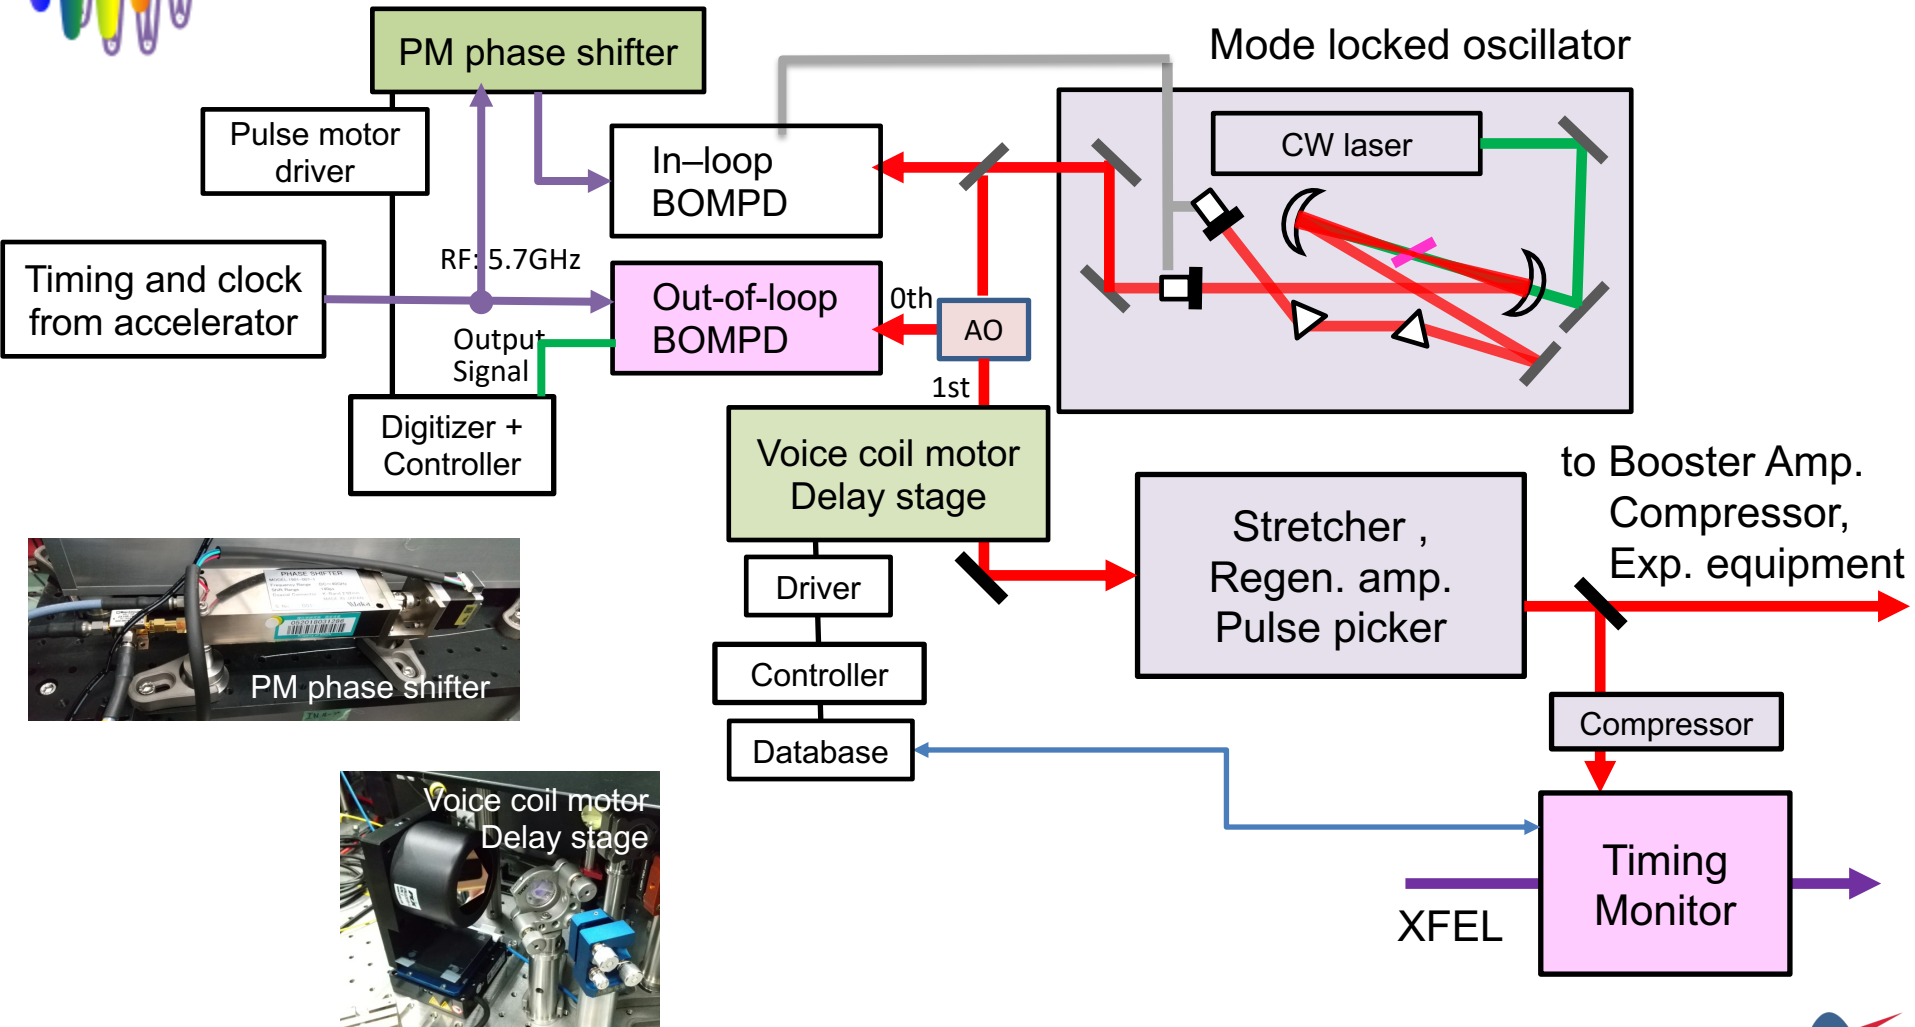 PM phase shifter
Mode locked oscillator
Pulse motor
driver
In–loop
BOMPD
CW laser
Timing and clock
from accelerator
RF: 5.7GHz
Out-of-loop
BOMPD
0th
AO
Output
Signal
1st
Digitizer +
Controller
Voice coil motor
Delay stage
to Booster Amp.
Compressor,
Exp. equipment
Stretcher ,
Regen. amp.
Pulse picker
Driver
Controller
Database
Compressor
Timing
Monitor
XFEL
PHASE SHIFTER
PM phase shifter
Voice coil motor
Delay stage